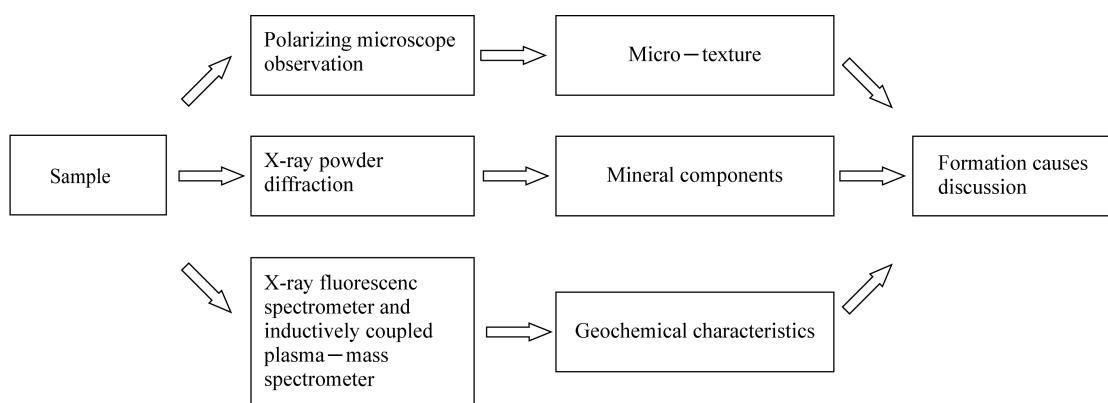 Polarizing microscope
observation
Micro—texture
Sample
X-ray powder
diffraction
Mineral components
Formation causes
discussion
X-ray fluorescenc
spectrometer and
inductively coupled
plasma—mass
spectrometer
Geochemical characteristics